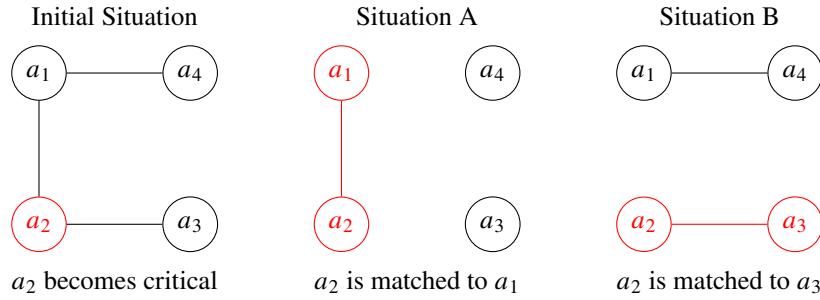 Initial Situation Situation A Situation B
a₁ a₄ a₁ a₄ a₁ a₄
a₂ a₃ a₂ a₃ a₂ a₃
a₂ becomes critical a₂ is matched to a₁ a₂ is matched to a₃